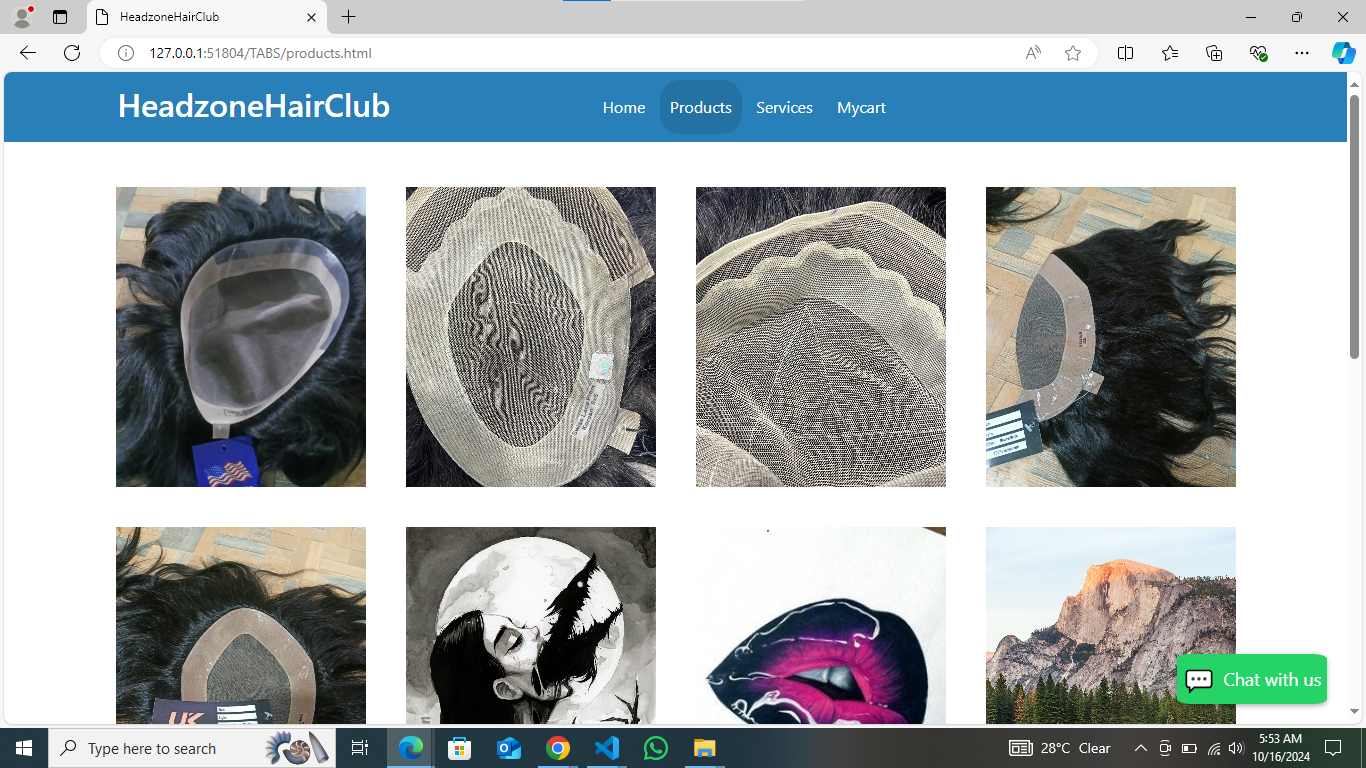 HeadzoneHairClub
127.0.0.1:51804/TABS/products.html
HeadzoneHairClub
Home
Products
Services
Mycart
UK
Chat with us
Type here to search
28°C Clear
5:53 AM
10/16/2024